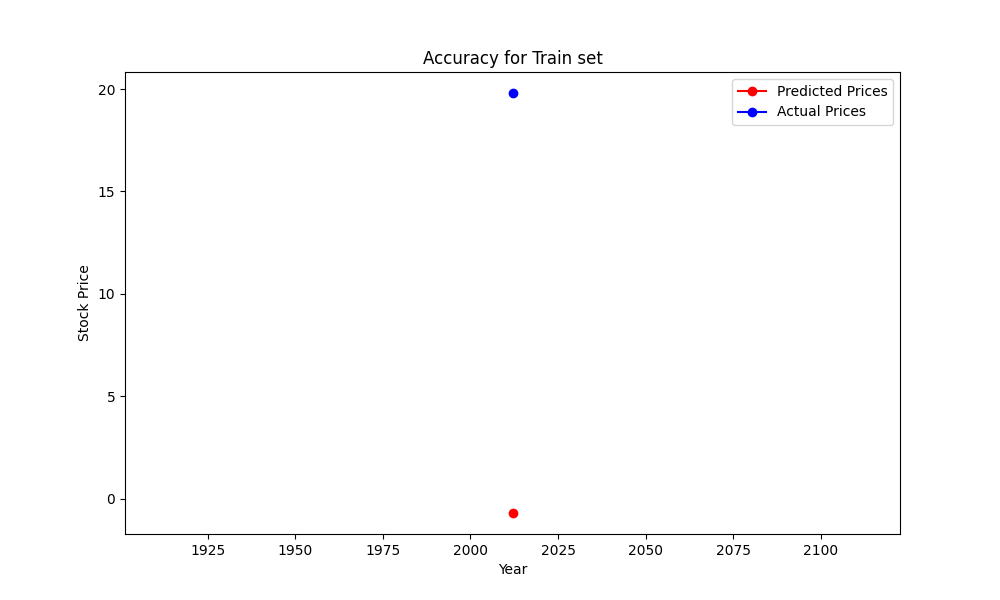 Accuracy for Train set
Predicted Prices
Actual Prices
20
15
10
5
0
Stock Price
1925 1950 1975 2000 2025 2050 2075 2100
Year